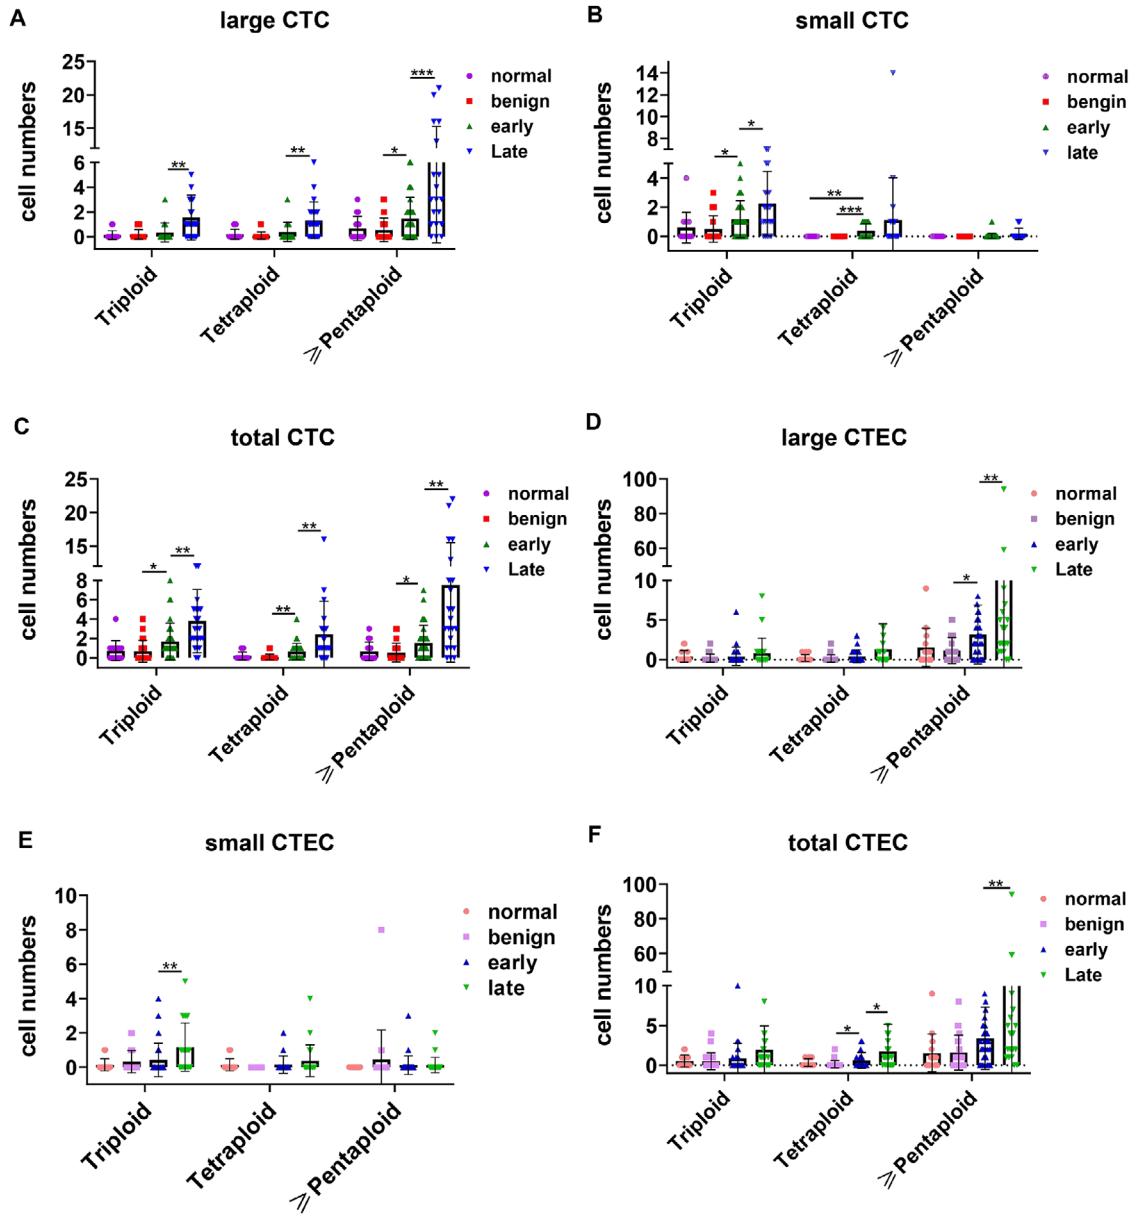 A
large CTC
cell numbers
25
20
15
6
4
2
0
**
**
*
***
normal
benign
early
Late
Triploid
Tetraploid
⩾ Pentaploid
B
small CTC
cell numbers
14
12
10
8
6
4
2
0
*
*
**
***
normal
bengin
early
late
Triploid
Tetraploid
⩾ Pentaploid
C
total CTC
cell numbers
25
20
15
8
6
4
2
0
*
**
**
**
*
**
normal
benign
early
Late
Triploid
Tetraploid
⩾ Pentaploid
D
large CTEC
cell numbers
100
80
60
40
10
5
0
*
**
normal
benign
early
Late
Triploid
Tetraploid
⩾ Pentaploid
E
small CTEC
cell numbers
10
8
6
4
2
0
**
normal
benign
early
late
Triploid
Tetraploid
⩾ Pentaploid
F
total CTEC
cell numbers
100
80
60
40
10
5
0
*
*
**
normal
benign
early
Late
Triploid
Tetraploid
⩾ Pentaploid